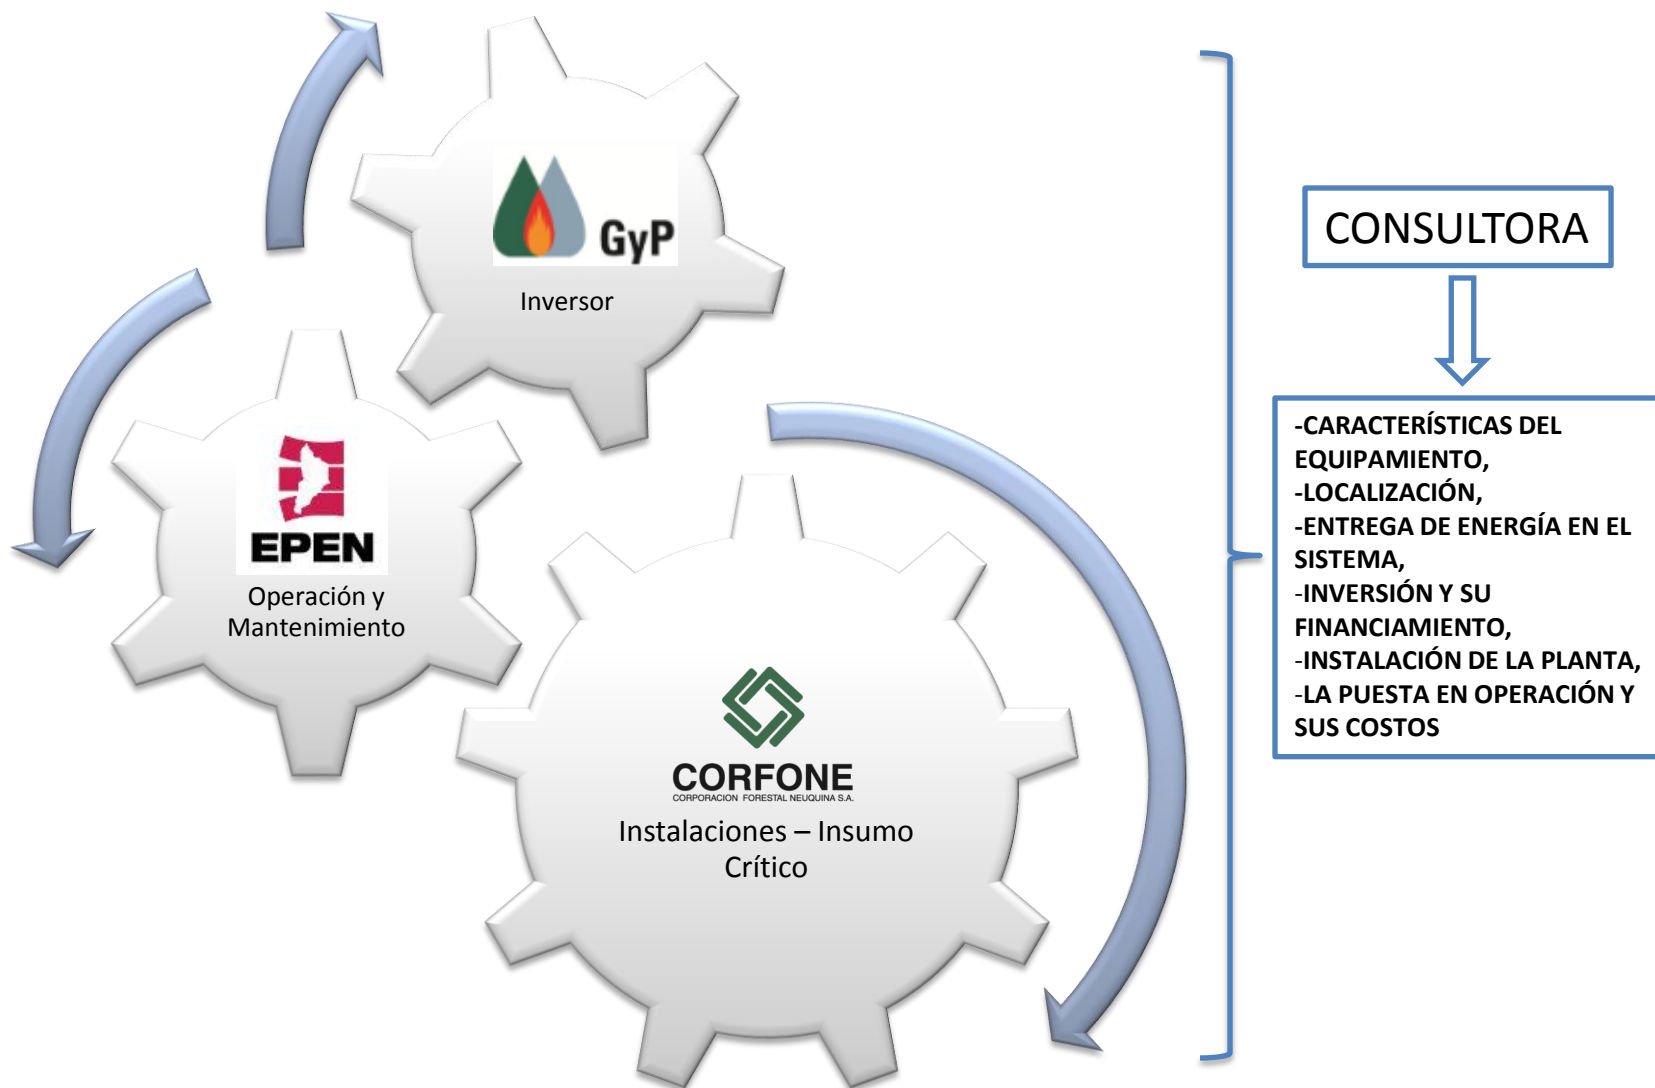 GyP
Inversor
EPEN
Operación y
Mantenimiento
CORFONE
CORPORACION FORESTAL NEUQUINA S.A.
Instalaciones – Insumo
Crítico
CONSULTORA
-CARACTERÍSTICAS DEL
EQUIPAMIENTO,
-LOCALIZACIÓN,
-ENTREGA DE ENERGÍA EN EL
SISTEMA,
-INVERSIÓN Y SU
FINANCIAMIENTO,
-INSTALACIÓN DE LA PLANTA,
-LA PUESTA EN OPERACIÓN Y
SUS COSTOS